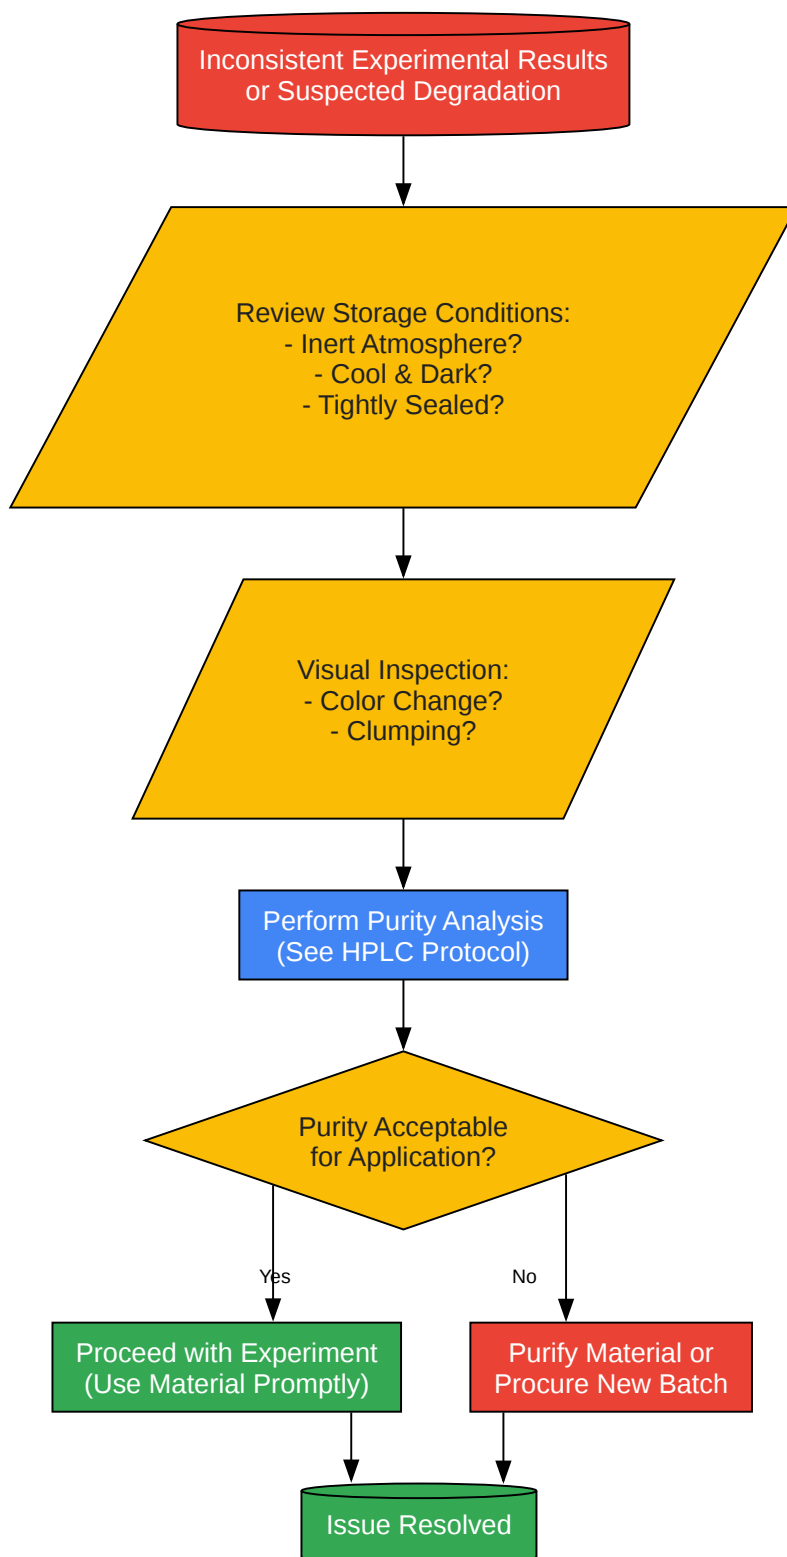 Inconsistent Experimental Results
or Suspected Degradation
Review Storage Conditions:
- Inert Atmosphere?
- Cool & Dark?
- Tightly Sealed?
Visual Inspection:
- Color Change?
- Clumping?
Perform Purity Analysis
(See HPLC Protocol)
Purity Acceptable
for Application?
Yes
No
Proceed with Experiment
(Use Material Promptly)
Purify Material or
Procure New Batch
Issue Resolved